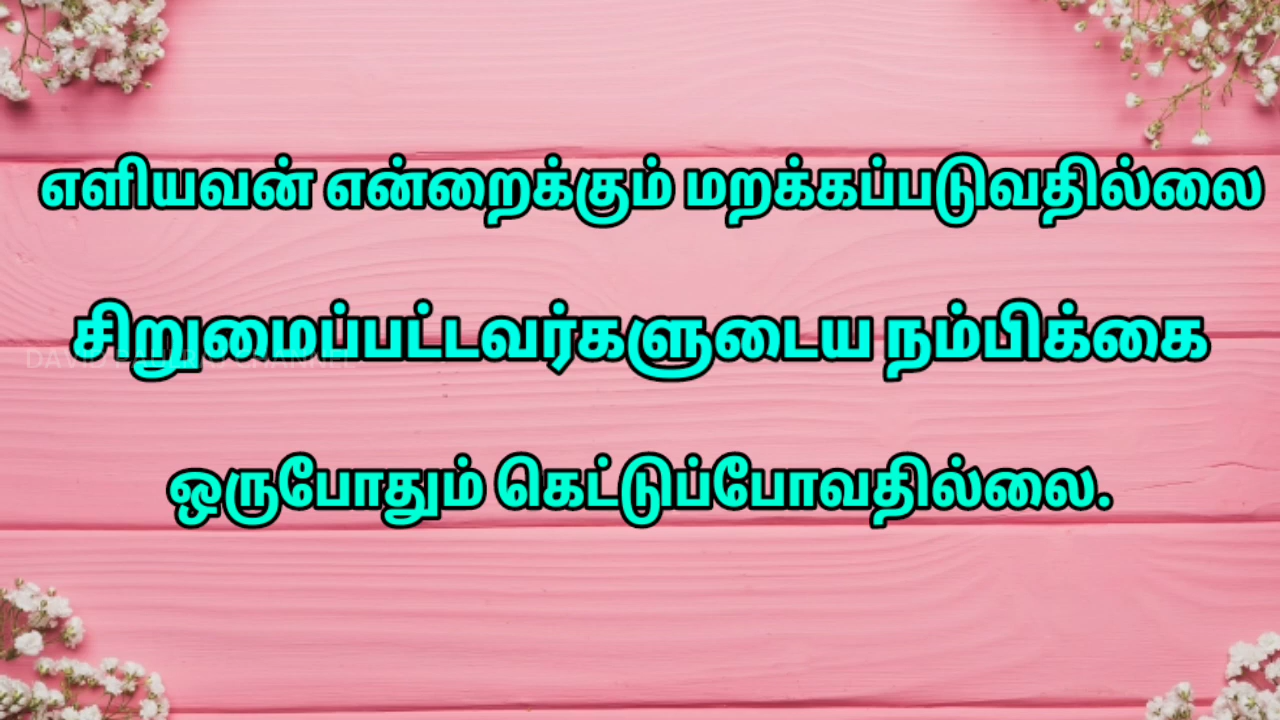 எளியவன் என்றைக்கும் மறக்கப்படுவதில்லை
சிறுமைப்பட்டவர்களுடைய நம்பிக்கை
ஒருபோதும் கெட்டுப்போவதில்லை.